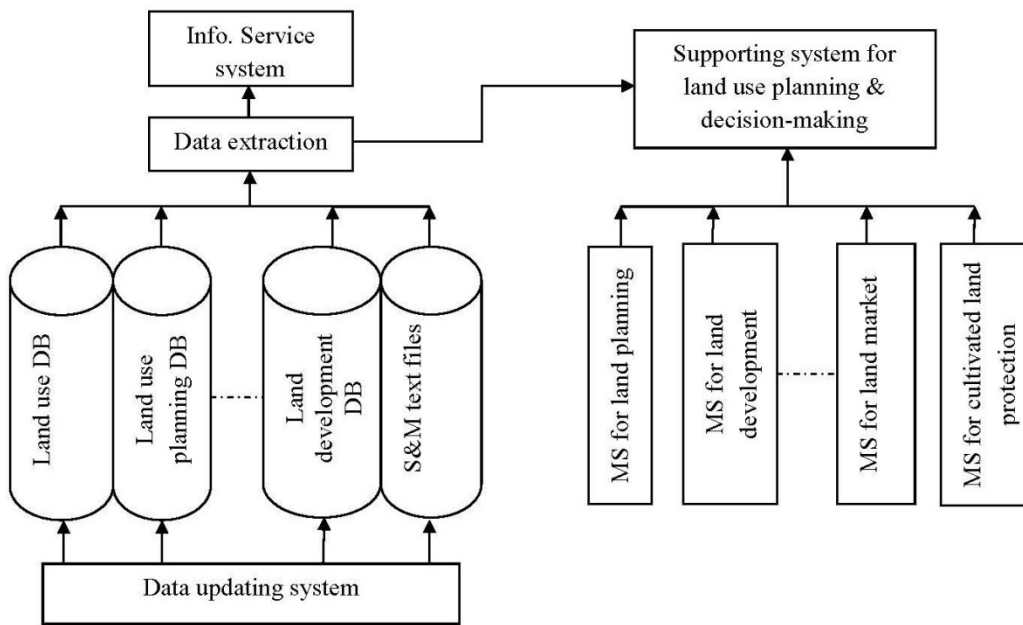 Info. Service
system
Supporting system for
land use planning &
decision-making
Data extraction
Land use DB
Land use
planning DB
Land
development
DB
S&M text files
MS for land planning
MS for land
development
MS for land market
MS for cultivated land
protection
Data updating system